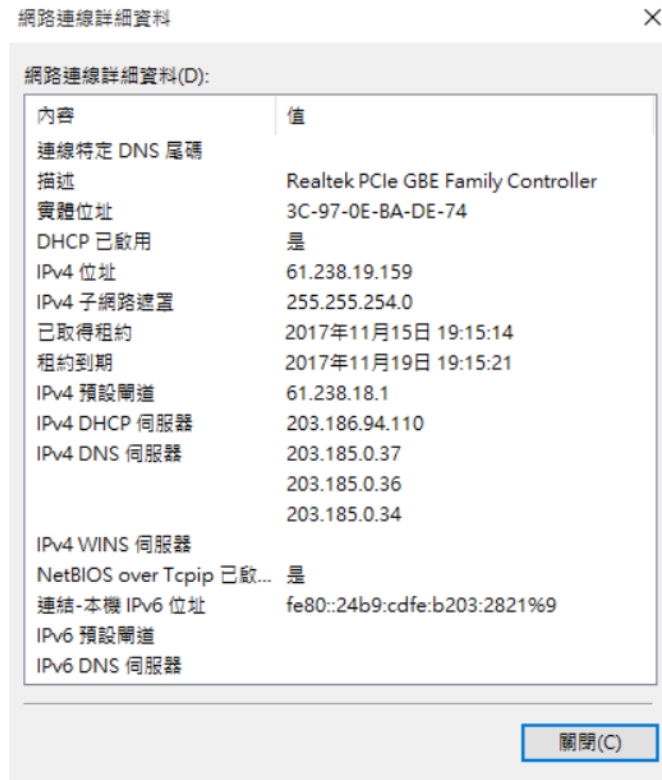 網路連線詳細資料
網路連線詳細資料(D):
內容 值
連線特定 DNS 尾碼
描述 Realtek PCIe GBE Family Controller
實體位址 3C-97-0E-BA-DE-74
DHCP 已啟用 是
IPv4 位址 61.238.19.159
IPv4 子網路遮罩 255.255.254.0
已取得租約 2017年11月15日 19:15:14
租約到期 2017年11月19日 19:15:21
IPv4 預設閘道 61.238.18.1
IPv4 DHCP 伺服器 203.186.94.110
IPv4 DNS 伺服器 203.185.0.37
203.185.0.36
203.185.0.34
IPv4 WINS 伺服器
NetBIOS over Tcpip 已啟... 是
連結-本機 IPv6 位址 fe80::24b9:cdfe:b203:2821%9
IPv6 預設閘道
IPv6 DNS 伺服器
關閉(C)